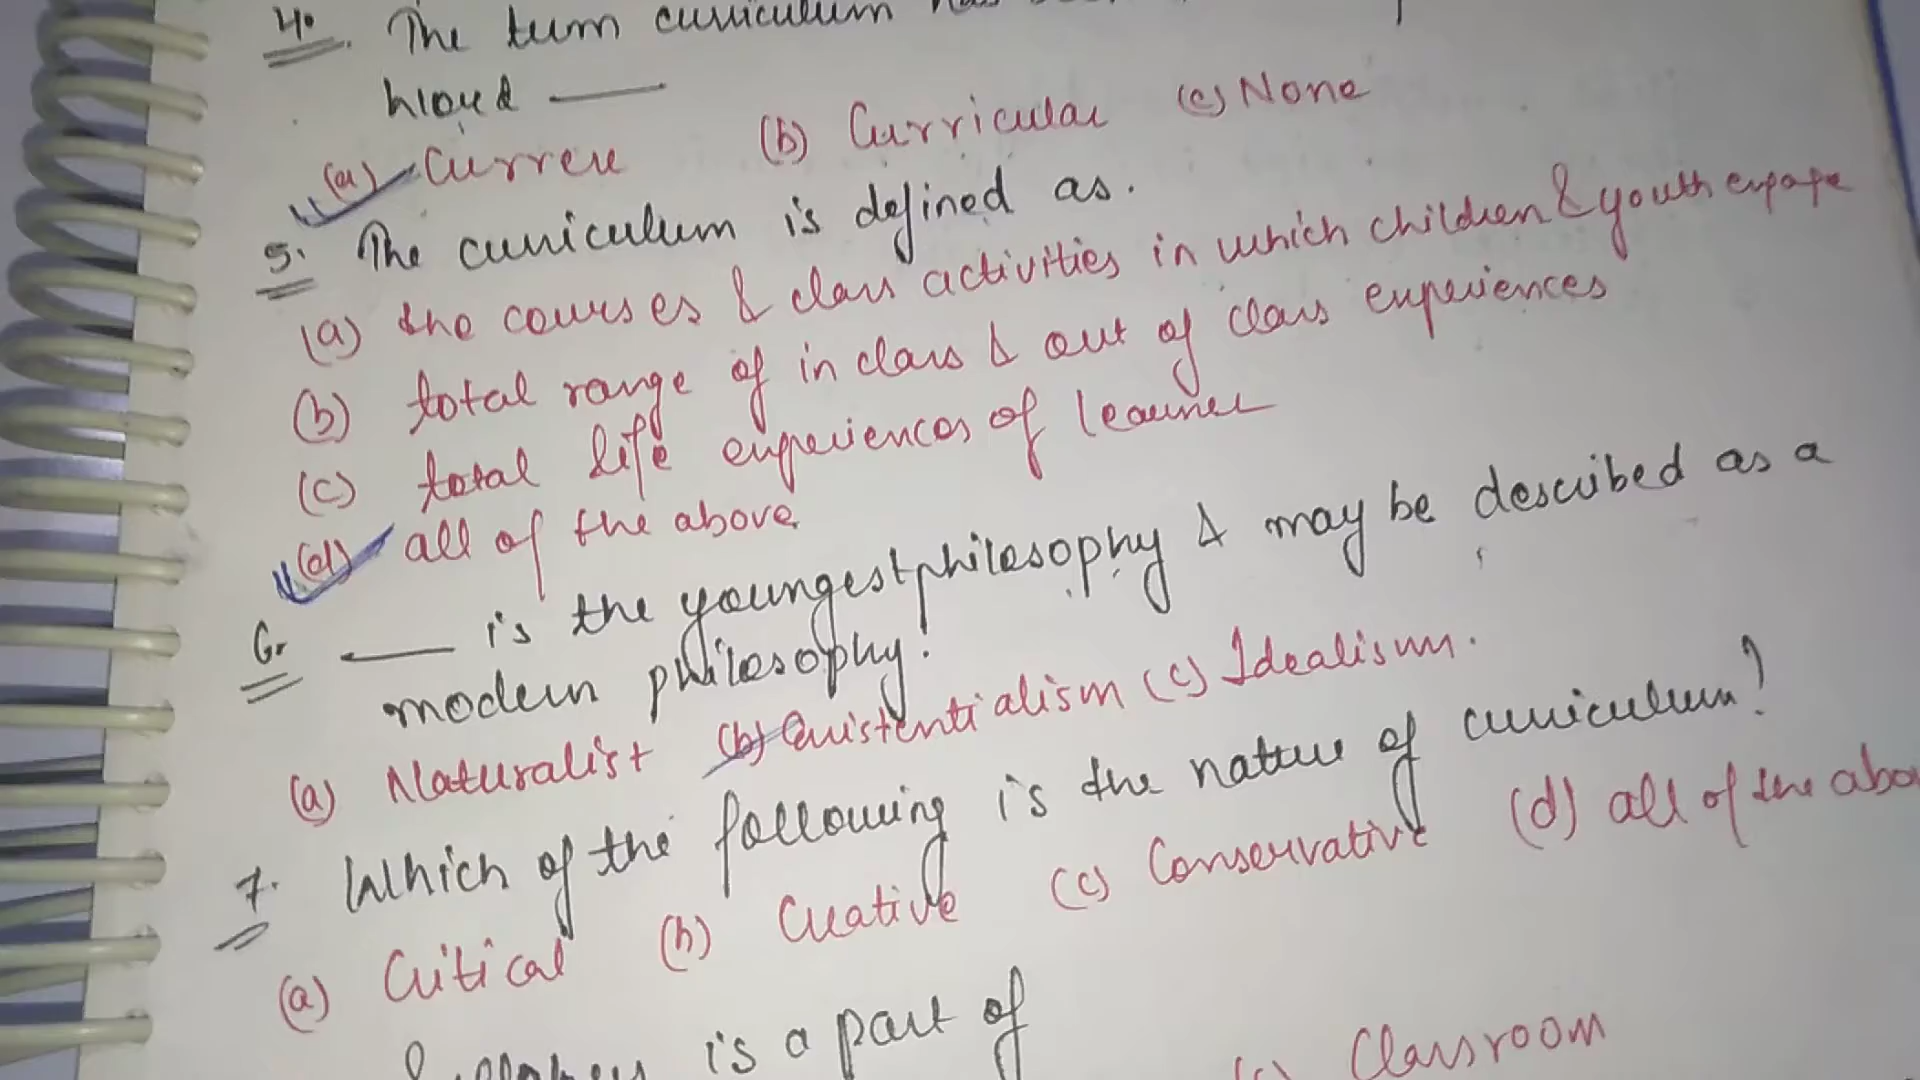 4. The term curriculum
word ——
(a) Currere (b) Curricular (c) None
5. The curriculum is defined as.
(a) the courses & class activities in which children & youth engage
(b) total range of in class & out of class experiences
(c) total life experiences of learner
(d) all of the above
6. —— is the youngest philosophy & may be described as a
modern philosophy!
(a) Naturalist (b) Existentialism (c) Idealism.
7. Which of the following is the nature of curriculum?
(a) Critical (b) Creative (c) Conservative (d) all of the abo
is a part of
Classroom